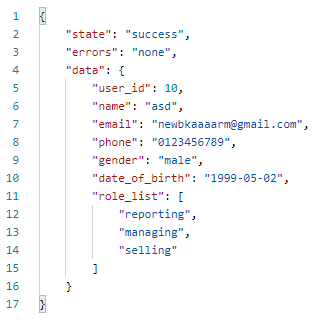 1 {
2     "state": "success",
3     "errors": "none",
4     "data": {
5         "user_id": 10,
6         "name": "asd",
7         "email": "newbkaaaarm@gmail.com",
8         "phone": "0123456789",
9         "gender": "male",
10         "date_of_birth": "1999-05-02",
11         "role_list": [
12             "reporting",
13             "managing",
14             "selling"
15         ]
16     }
17 }